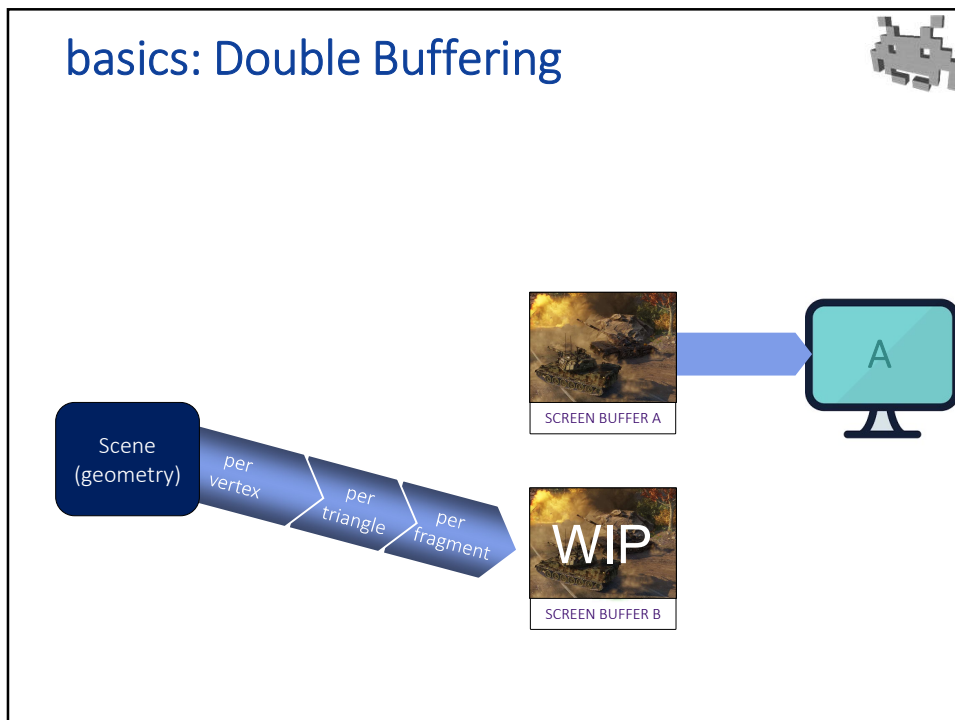 basics: Double Buffering
SCREEN BUFFER A
A
Scene
(geometry)
per
vertex
per
triangle
per
fragment
WIP
SCREEN BUFFER B